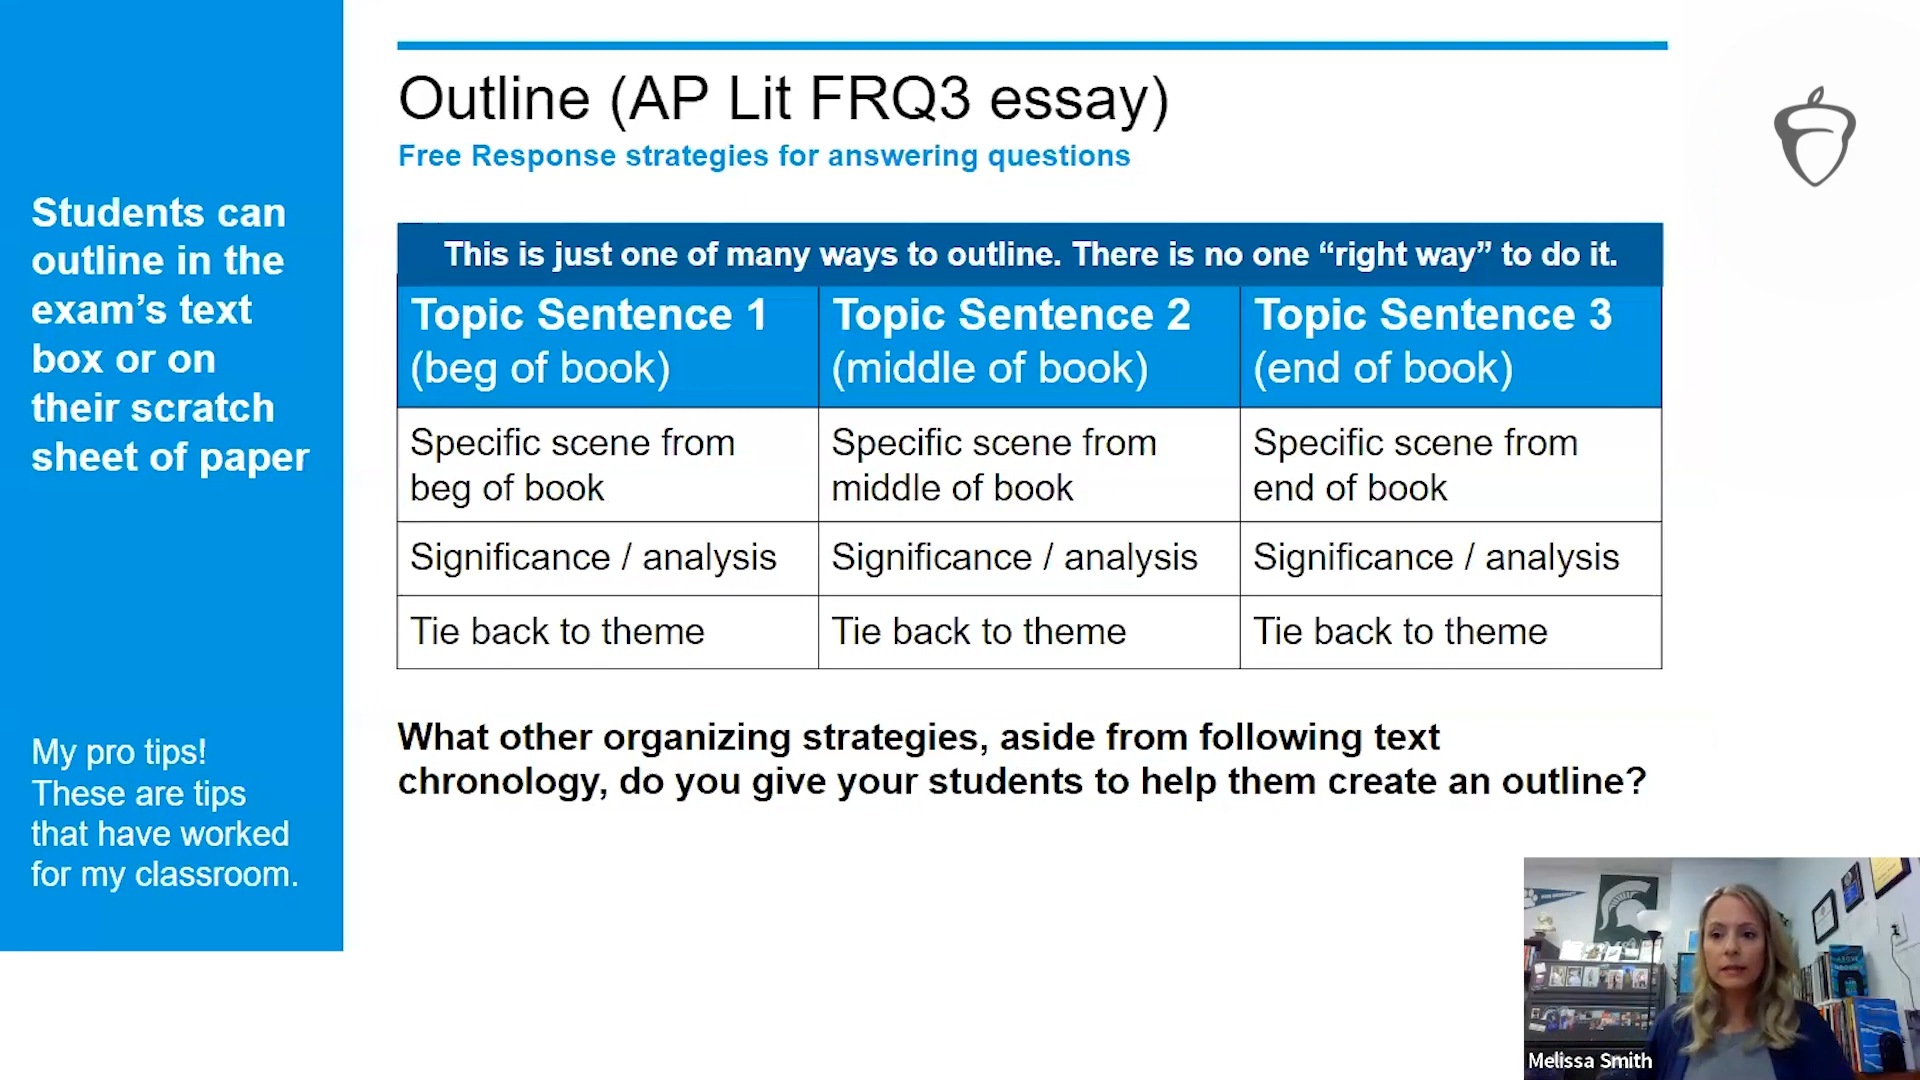 Outline (AP Lit FRQ3 essay)
Free Response strategies for answering questions
Students can
outline in the
exam’s text
box or on
their scratch
sheet of paper
My pro tips!
These are tips
that have worked
for my classroom.
This is just one of many ways to outline. There is no one “right way” to do it.
Topic Sentence 1
(beg of book)
Topic Sentence 2
(middle of book)
Topic Sentence 3
(end of book)
Specific scene from
beg of book
Specific scene from
middle of book
Specific scene from
end of book
Significance / analysis
Significance / analysis
Significance / analysis
Tie back to theme
Tie back to theme
Tie back to theme
What other organizing strategies, aside from following text
chronology, do you give your students to help them create an outline?
Melissa Smith